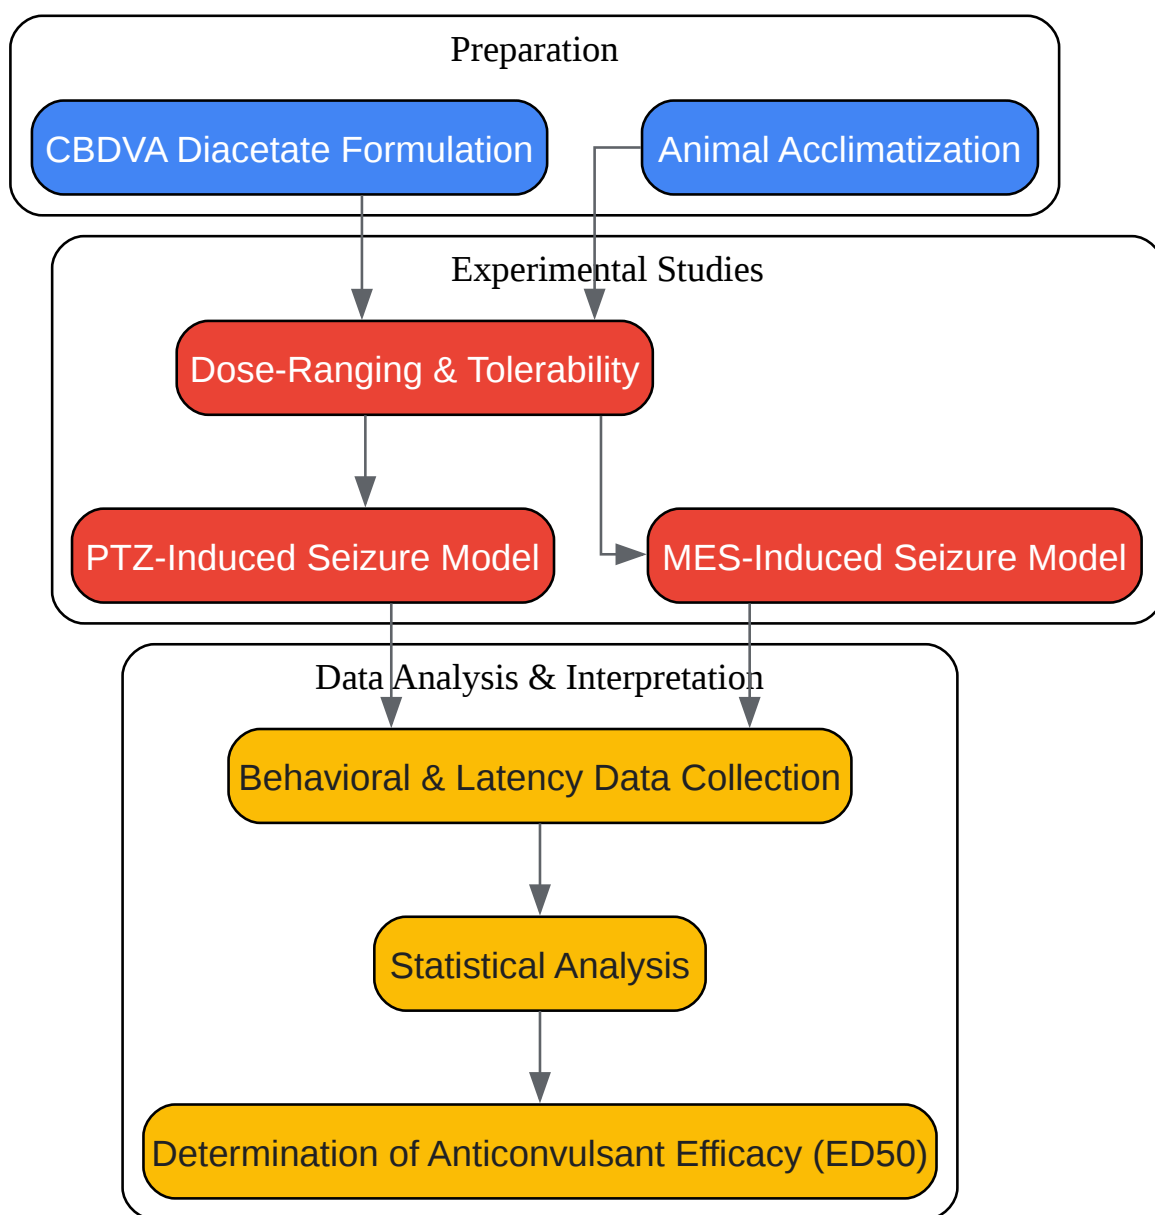 Preparation
CBDVA Diacetate Formulation
Animal Acclimatization
Experimental Studies
Dose-Ranging & Tolerability
PTZ-Induced Seizure Model
MES-Induced Seizure Model
Data Analysis & Interpretation
Behavioral & Latency Data Collection
Statistical Analysis
Determination of Anticonvulsant Efficacy (ED50)